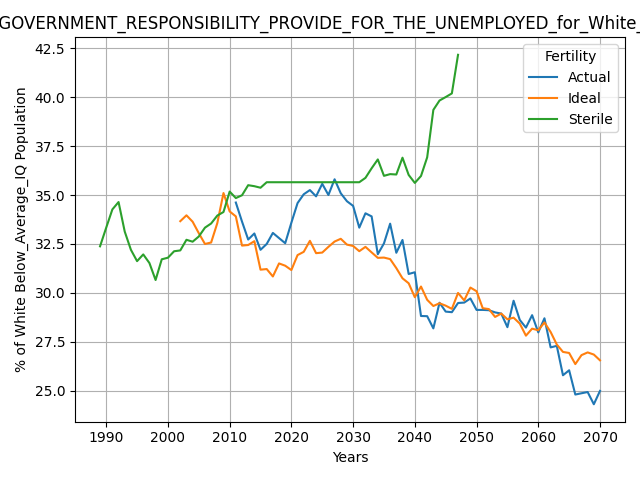 GOVERNMENT_RESPONSIBILITY_PROVIDE_FOR_THE_UNEMPLOYED_for_White_
% of White Below_Average_IQ Population
42.5
40.0
37.5
35.0
32.5
30.0
27.5
25.0
Fertility
Actual
Ideal
Sterile
1990 2000 2010 2020 2030 2040 2050 2060 2070
Years